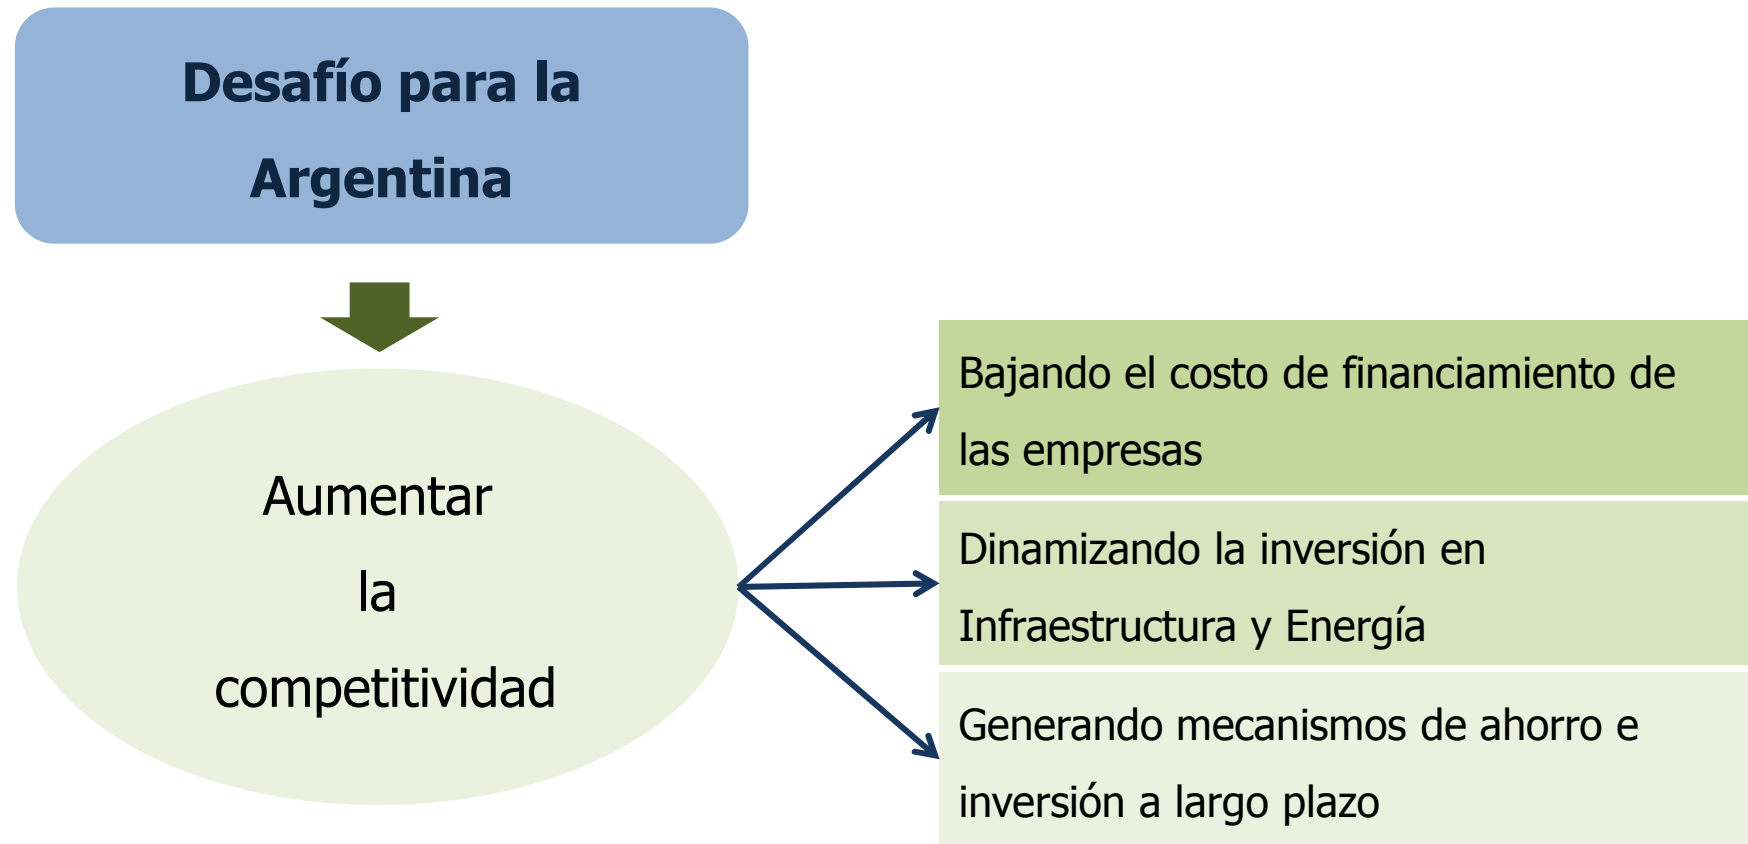 Desafío para la
Argentina
Aumentar
la
competitividad
Bajando el costo de financiamiento de
las empresas
Dinamizando la inversión en
Infraestructura y Energía
Generando mecanismos de ahorro e
inversión a largo plazo